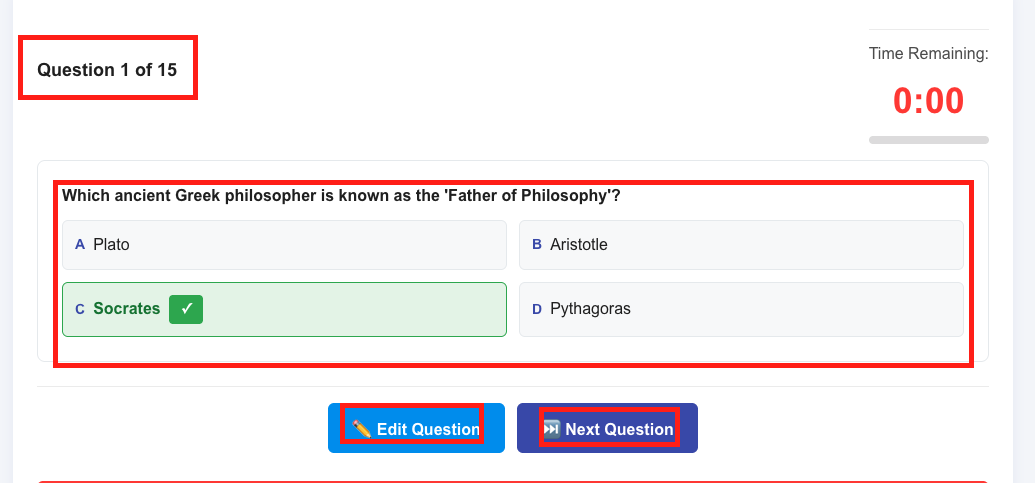 Time Remaining:
Question 1 of 15
0:00
Which ancient Greek philosopher is known as the 'Father of Philosophy'?
A Plato
B Aristotle
C Socrates ✓
D Pythagoras
✏️ Edit Question
⏭️ Next Question